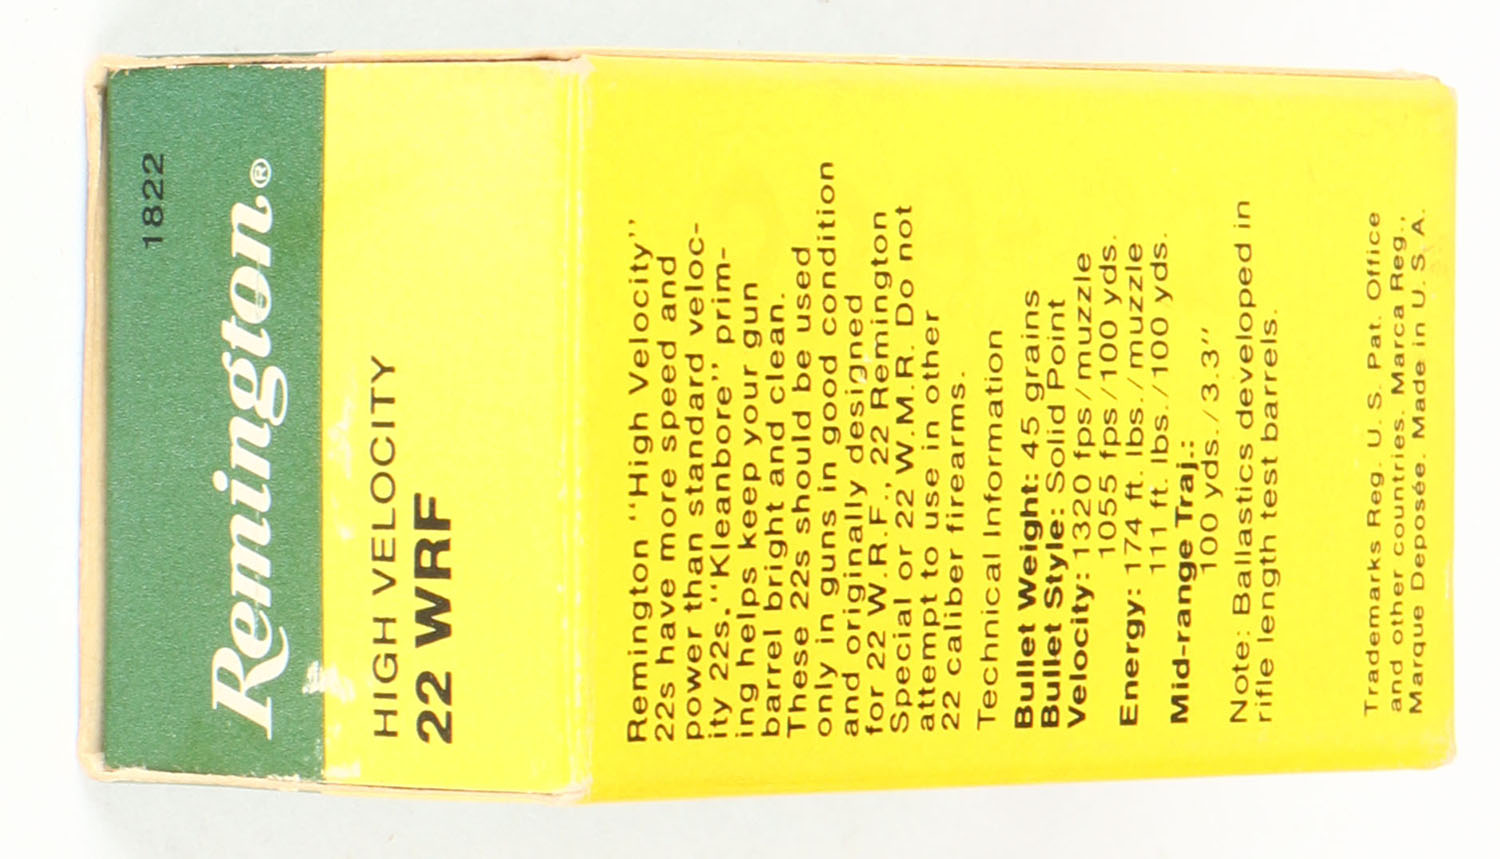 1822
Remington®
HIGH VELOCITY
22 WRF
Remington "High Velocity"
22s have more speed and
power than standard veloc-
ity 22s. "Kleanbore" prim-
ing helps keep your gun
barrel bright and clean.
These 22s should be used
only in guns in good condition
and originally designed
for 22 W.R.F., 22 Remington
Special or 22 W.M.R. Do not
attempt to use in other
22 caliber firearms.
Technical Information
Bullet Weight: 45 grains
Bullet Style: Solid Point
Velocity: 1320 fps/muzzle
1055 fps/100 yds.
Energy: 174 ft. lbs./muzzle
111 ft. lbs./100 yds.
Mid-range Traj.:
100 yds./3.3"
Note: Ballastics developed in
rifle length test barrels.
Trademarks Reg. U.S. Pat. Office
and other countries. Marca Reg.,
Marque Deposée. Made in U.S.A.